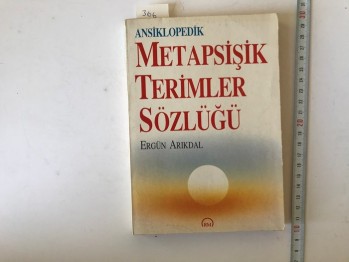 366
ANSİKLOPEDİK
METAPSİŞİK
TERİMLER
SÖZLÜĞÜ
ERGÜN ARIKDAL